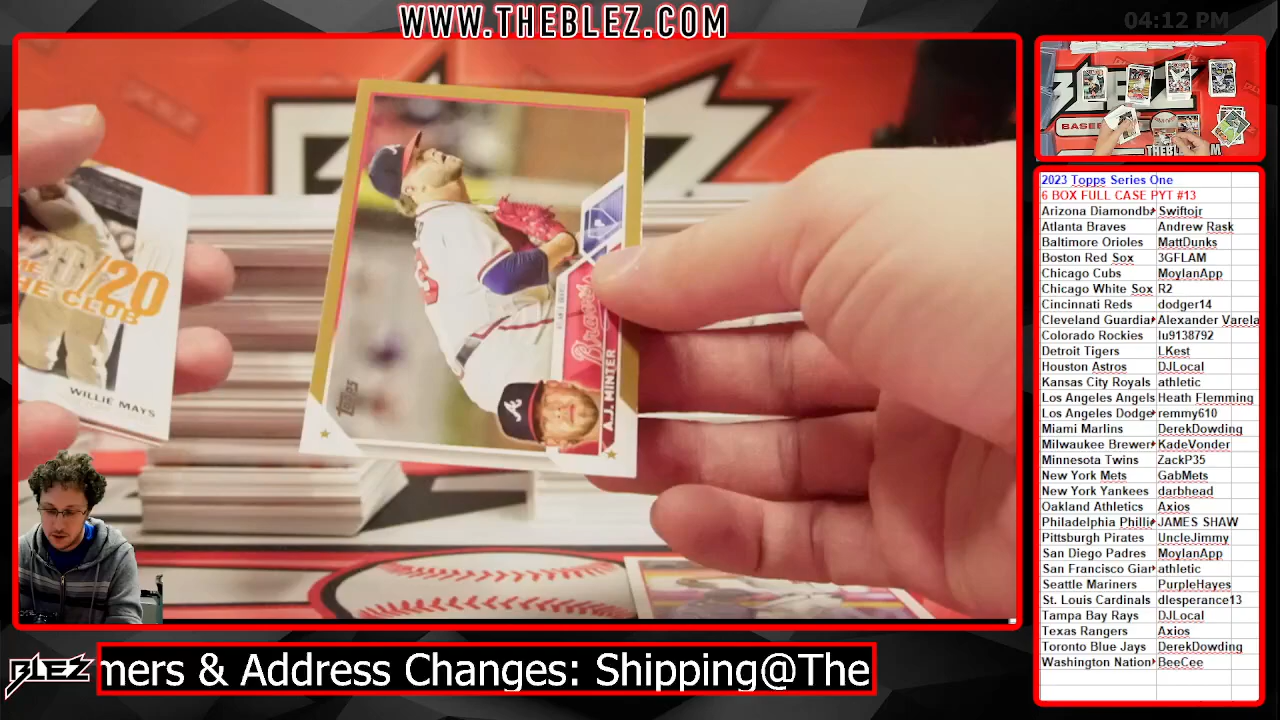 WWW.THEBLEZ.COM
04:12 PM
20/20
THE CLUB
WILLIE MAYS
Topps
Braves
A.J. MINTER
BASEB
THEBLEZ
2023 Topps Series One
6 BOX FULL CASE PYT #13
Arizona Diamondba Swiftojr
Atlanta Braves Andrew Rask
Baltimore Orioles MattDunks
Boston Red Sox 3GFLAM
Chicago Cubs MoylanApp
Chicago White Sox R2
Cincinnati Reds dodger14
Cleveland Guardia Alexander Varela
Colorado Rockies lu9138792
Detroit Tigers LKest
Houston Astros DJLocal
Kansas City Royals athletic
Los Angeles Angels Heath Flemming
Los Angeles Dodge remmy610
Miami Marlins DerekDowding
Milwaukee Brewer KadeVonder
Minnesota Twins ZackP35
New York Mets GabMets
New York Yankees darbhead
Oakland Athletics Axios
Philadelphia Phillie JAMES SHAW
Pittsburgh Pirates UncleJimmy
San Diego Padres MoylanApp
San Francisco Gian athletic
Seattle Mariners PurpleHayes
St. Louis Cardinals dlesperance13
Tampa Bay Rays DJLocal
Texas Rangers Axios
Toronto Blue Jays DerekDowding
Washington Nation BeeCee
BLEZ
mers & Address Changes: Shipping@The